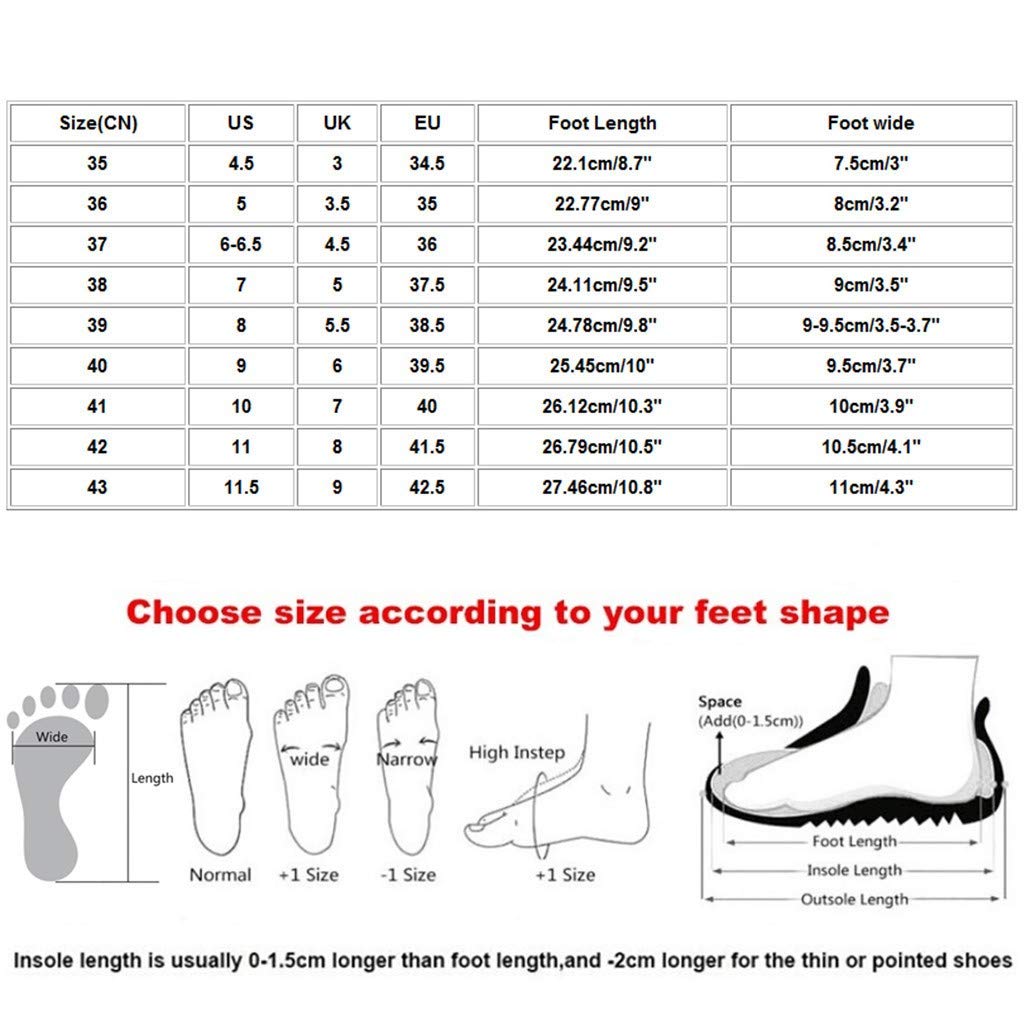 Size(CN) US UK EU Foot Length Foot wide
35 4.5 3 34.5 22.1cm/8.7" 7.5cm/3"
36 5 3.5 35 22.77cm/9" 8cm/3.2"
37 6-6.5 4.5 36 23.44cm/9.2" 8.5cm/3.4"
38 7 5 37.5 24.11cm/9.5" 9cm/3.5"
39 8 5.5 38.5 24.78cm/9.8" 9-9.5cm/3.5-3.7"
40 9 6 39.5 25.45cm/10" 9.5cm/3.7"
41 10 7 40 26.12cm/10.3" 10cm/3.9"
42 11 8 41.5 26.79cm/10.5" 10.5cm/4.1"
43 11.5 9 42.5 27.46cm/10.8" 11cm/4.3"
Choose size according to your feet shape
Wide
Length
Normal
wide
+1 Size
Narrow
-1 Size
High Instep
+1 Size
Space
(Add(0-1.5cm))
Foot Length
Insole Length
Outsole Length
Insole length is usually 0-1.5cm longer than foot length,and -2cm longer for the thin or pointed shoes